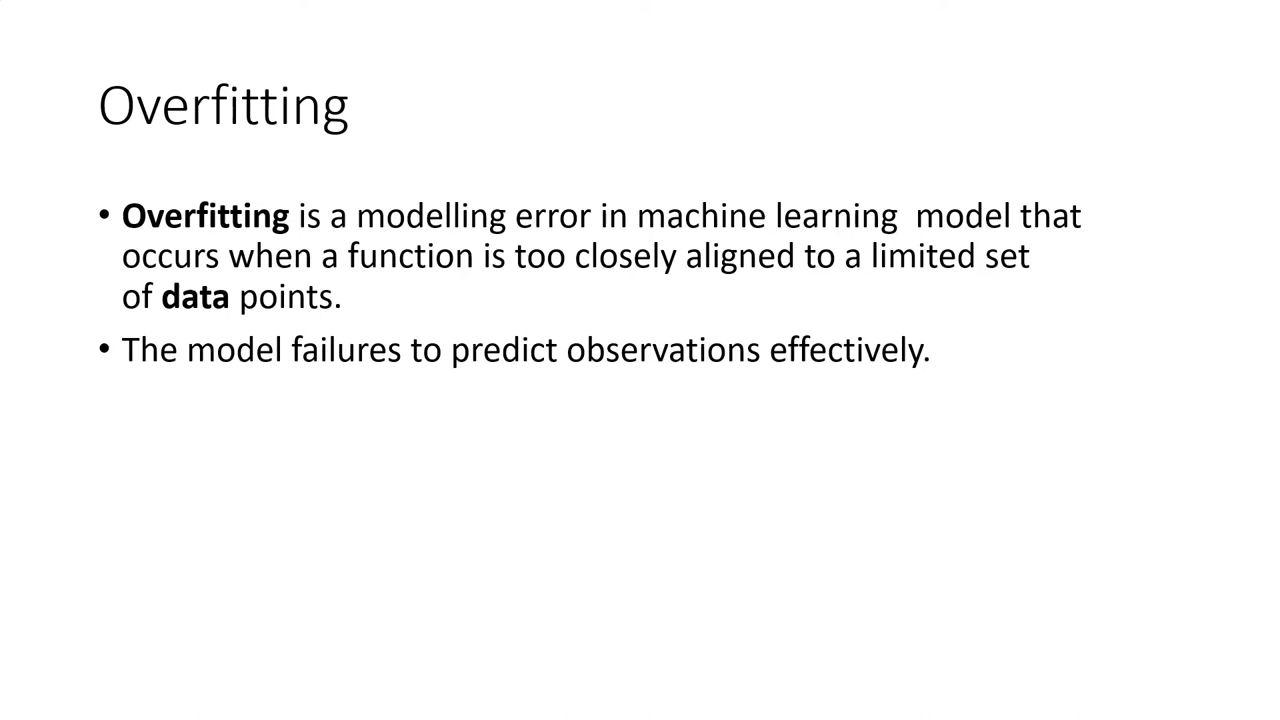 Overfitting
• Overfitting is a modelling error in machine learning  model that
occurs when a function is too closely aligned to a limited set
of data points.
• The model failures to predict observations effectively.